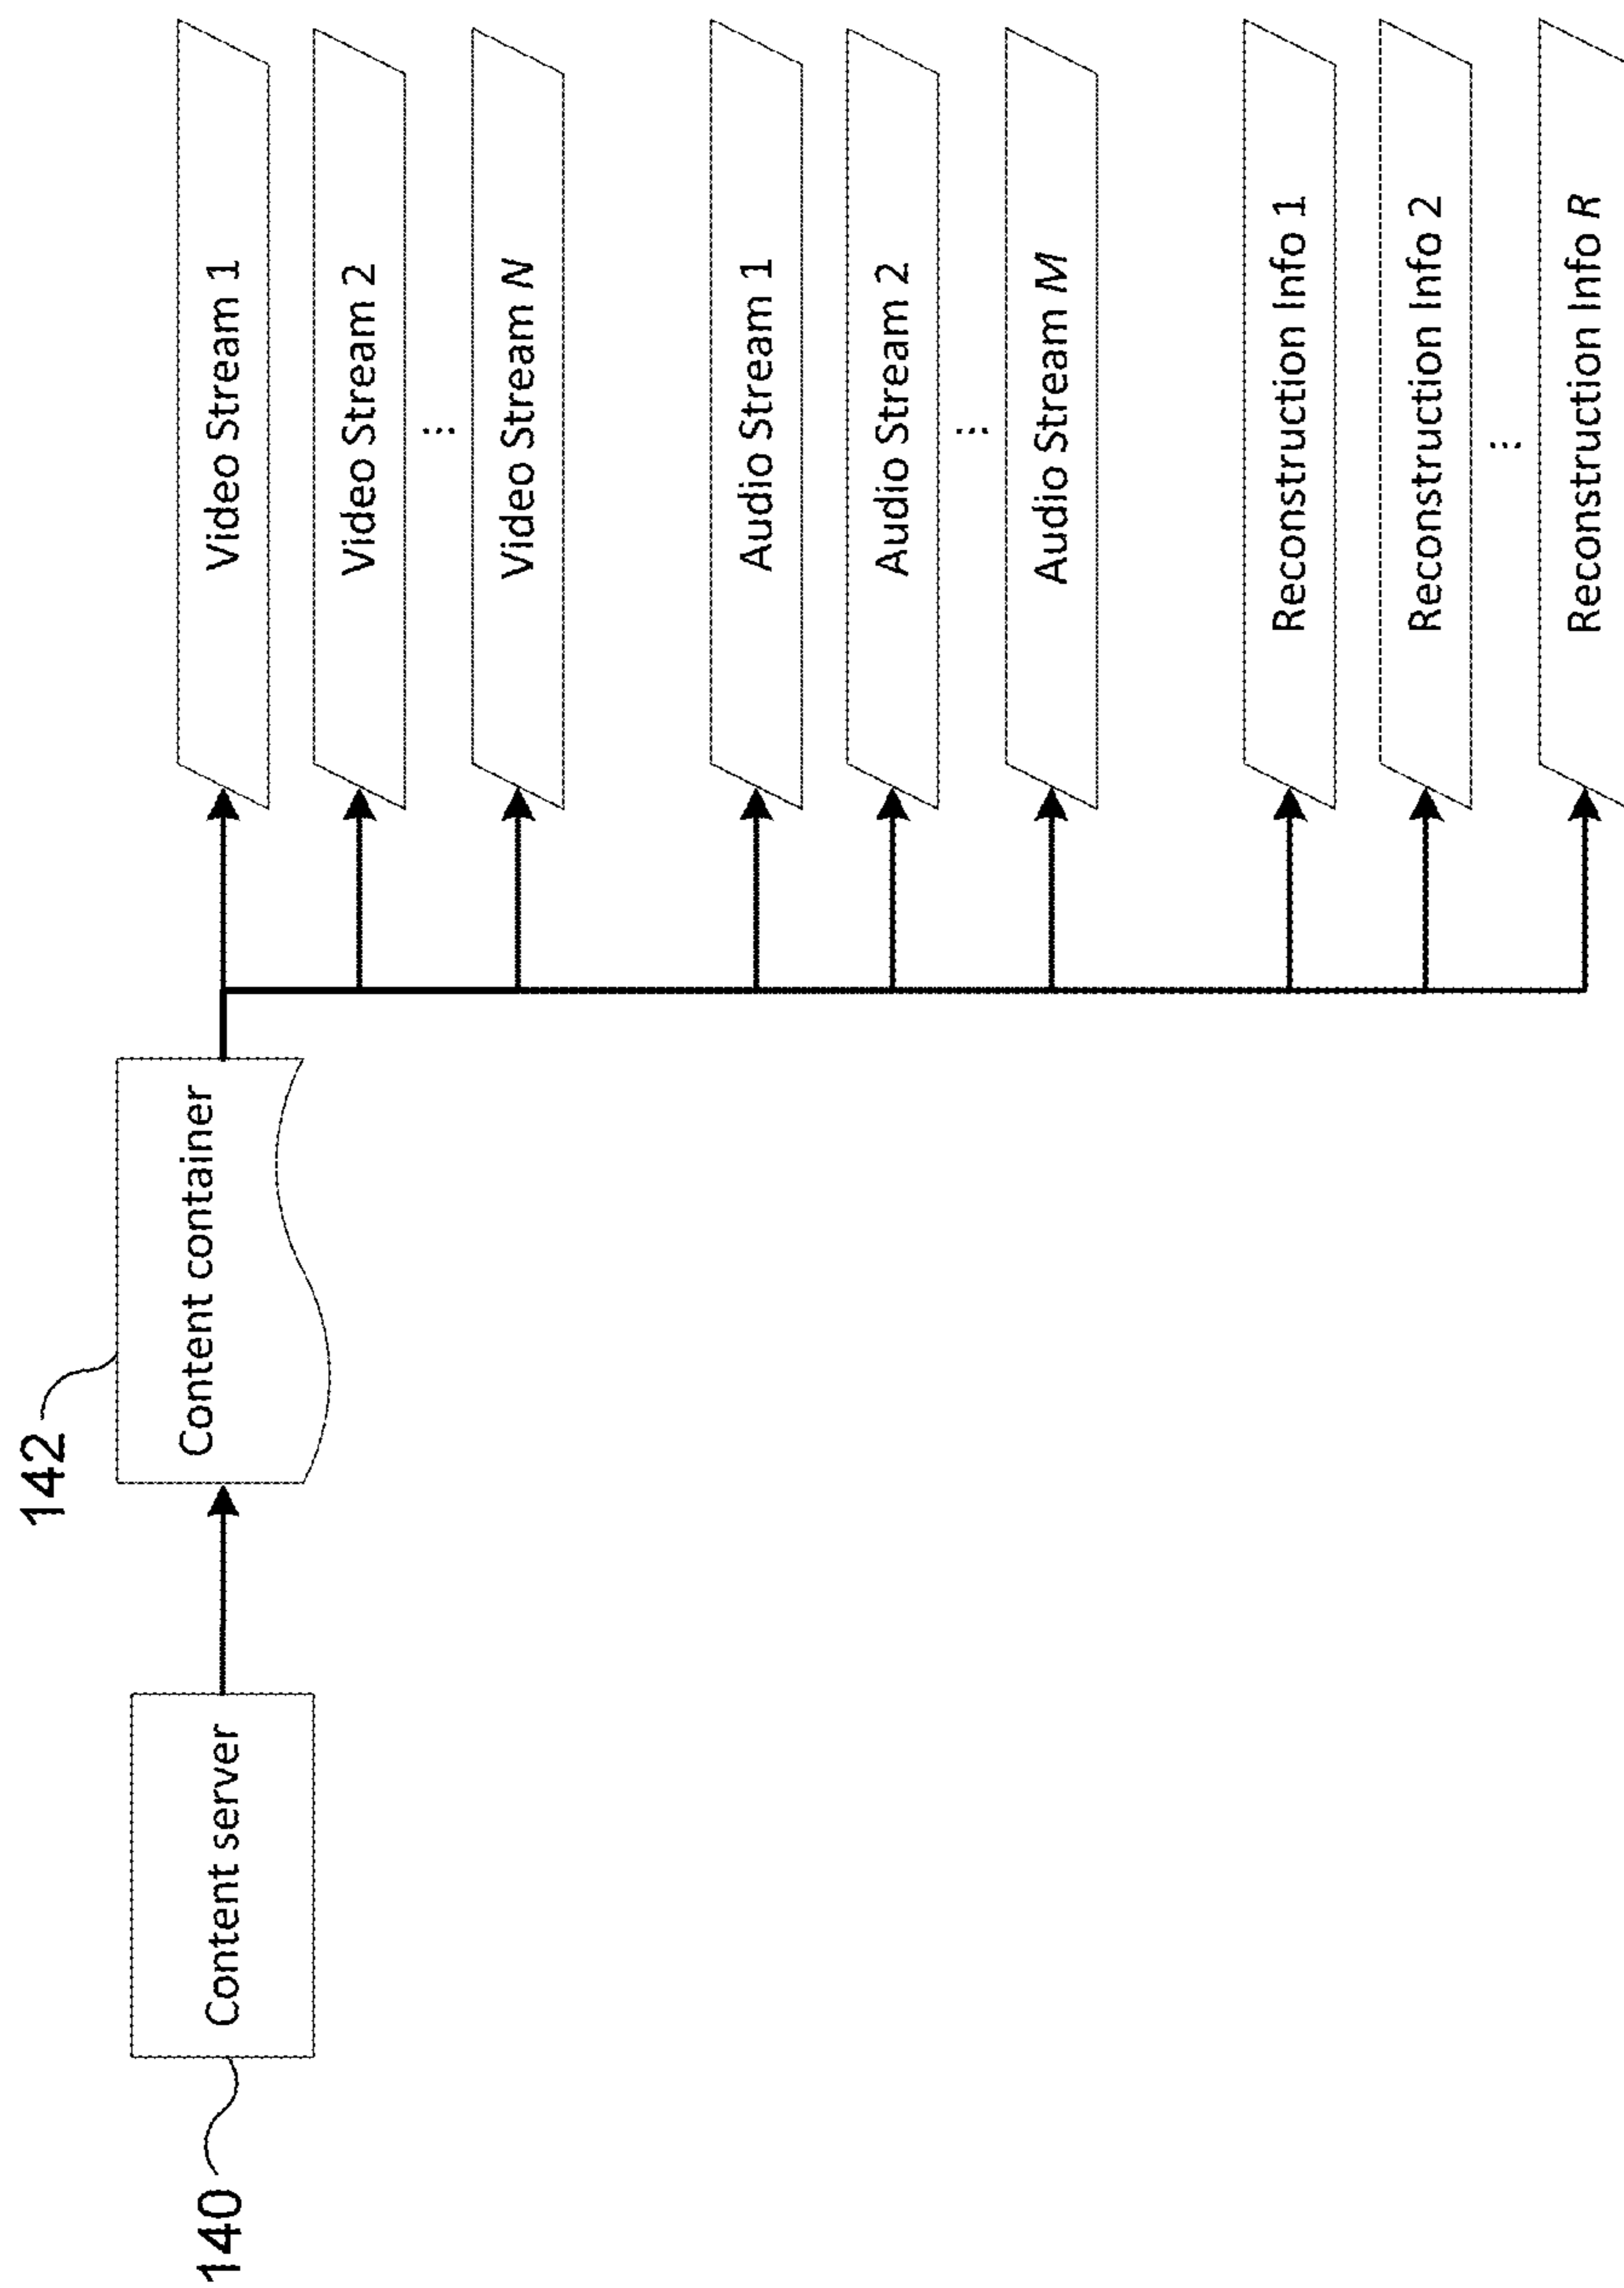 142
140
Content server
Content container
Video Stream 1
Video Stream 2
...
Video Stream N
Audio Stream 1
Audio Stream 2
...
Audio Stream M
Reconstruction Info 1
Reconstruction Info 2
...
Reconstruction Info R